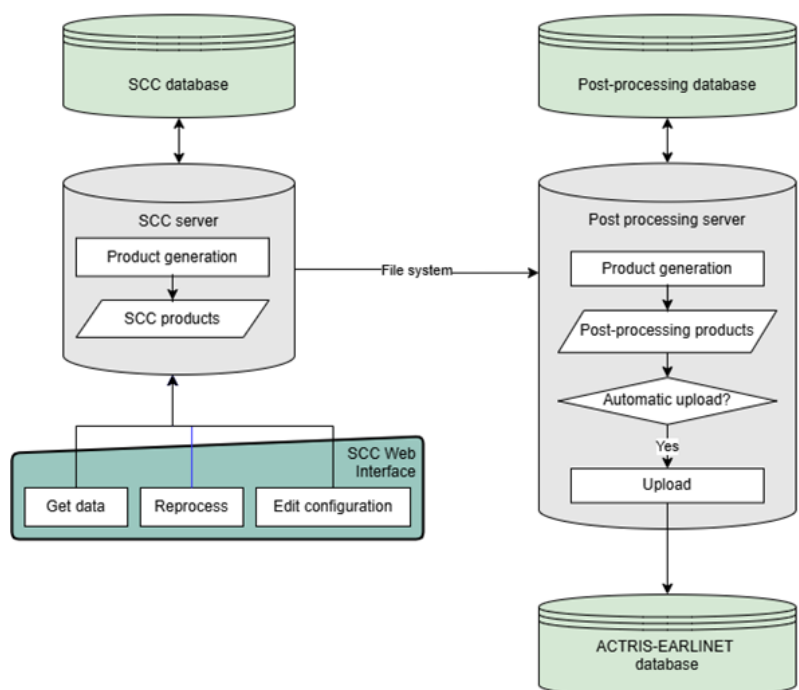 SCC database
Post-processing database
SCC server
Product generation
SCC products
File system
Post processing server
Product generation
Post-processing products
Automatic upload?
Yes
Upload
SCC Web
Interface
Get data
Reprocess
Edit configuration
ACTRIS-EARLINET
database